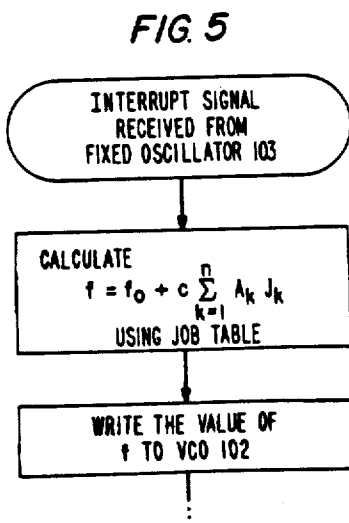 FIG. 5
INTERRUPT SIGNAL
RECEIVED FROM
FIXED OSCILLATOR 103
CALCULATE
f = f₀ + c ∑ₖ₌₁ⁿ Aₖ Jₖ
USING JOB TABLE
WRITE THE VALUE OF
f TO VCO 102